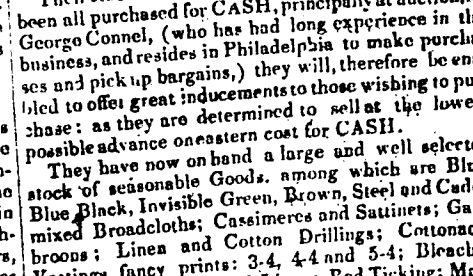 been all purchased for CASH, principally at
George Connel, (who has had long experience in
business, and resides in Philadelphia to make purch
ses and pick up bargains,) they will, therefore be en
bled to offer great inducements to those wishing to pu
chase: as they are determined to sell at the lowe
possible advance on eastern cost for CASH.
They have now on hand a large and well selecte
stock of seasonable Goods. among which are Bl
Blue Black, Invisible Green, Brown, Steel and Cad
mixed Broadcloths; Cassimeres and Sattinets; Ga
broons; Linen and Cotton Drillings; Cottona
fancy prints: 3-4, 4-4 and 5-4; Bleach
Bed Ticking; M